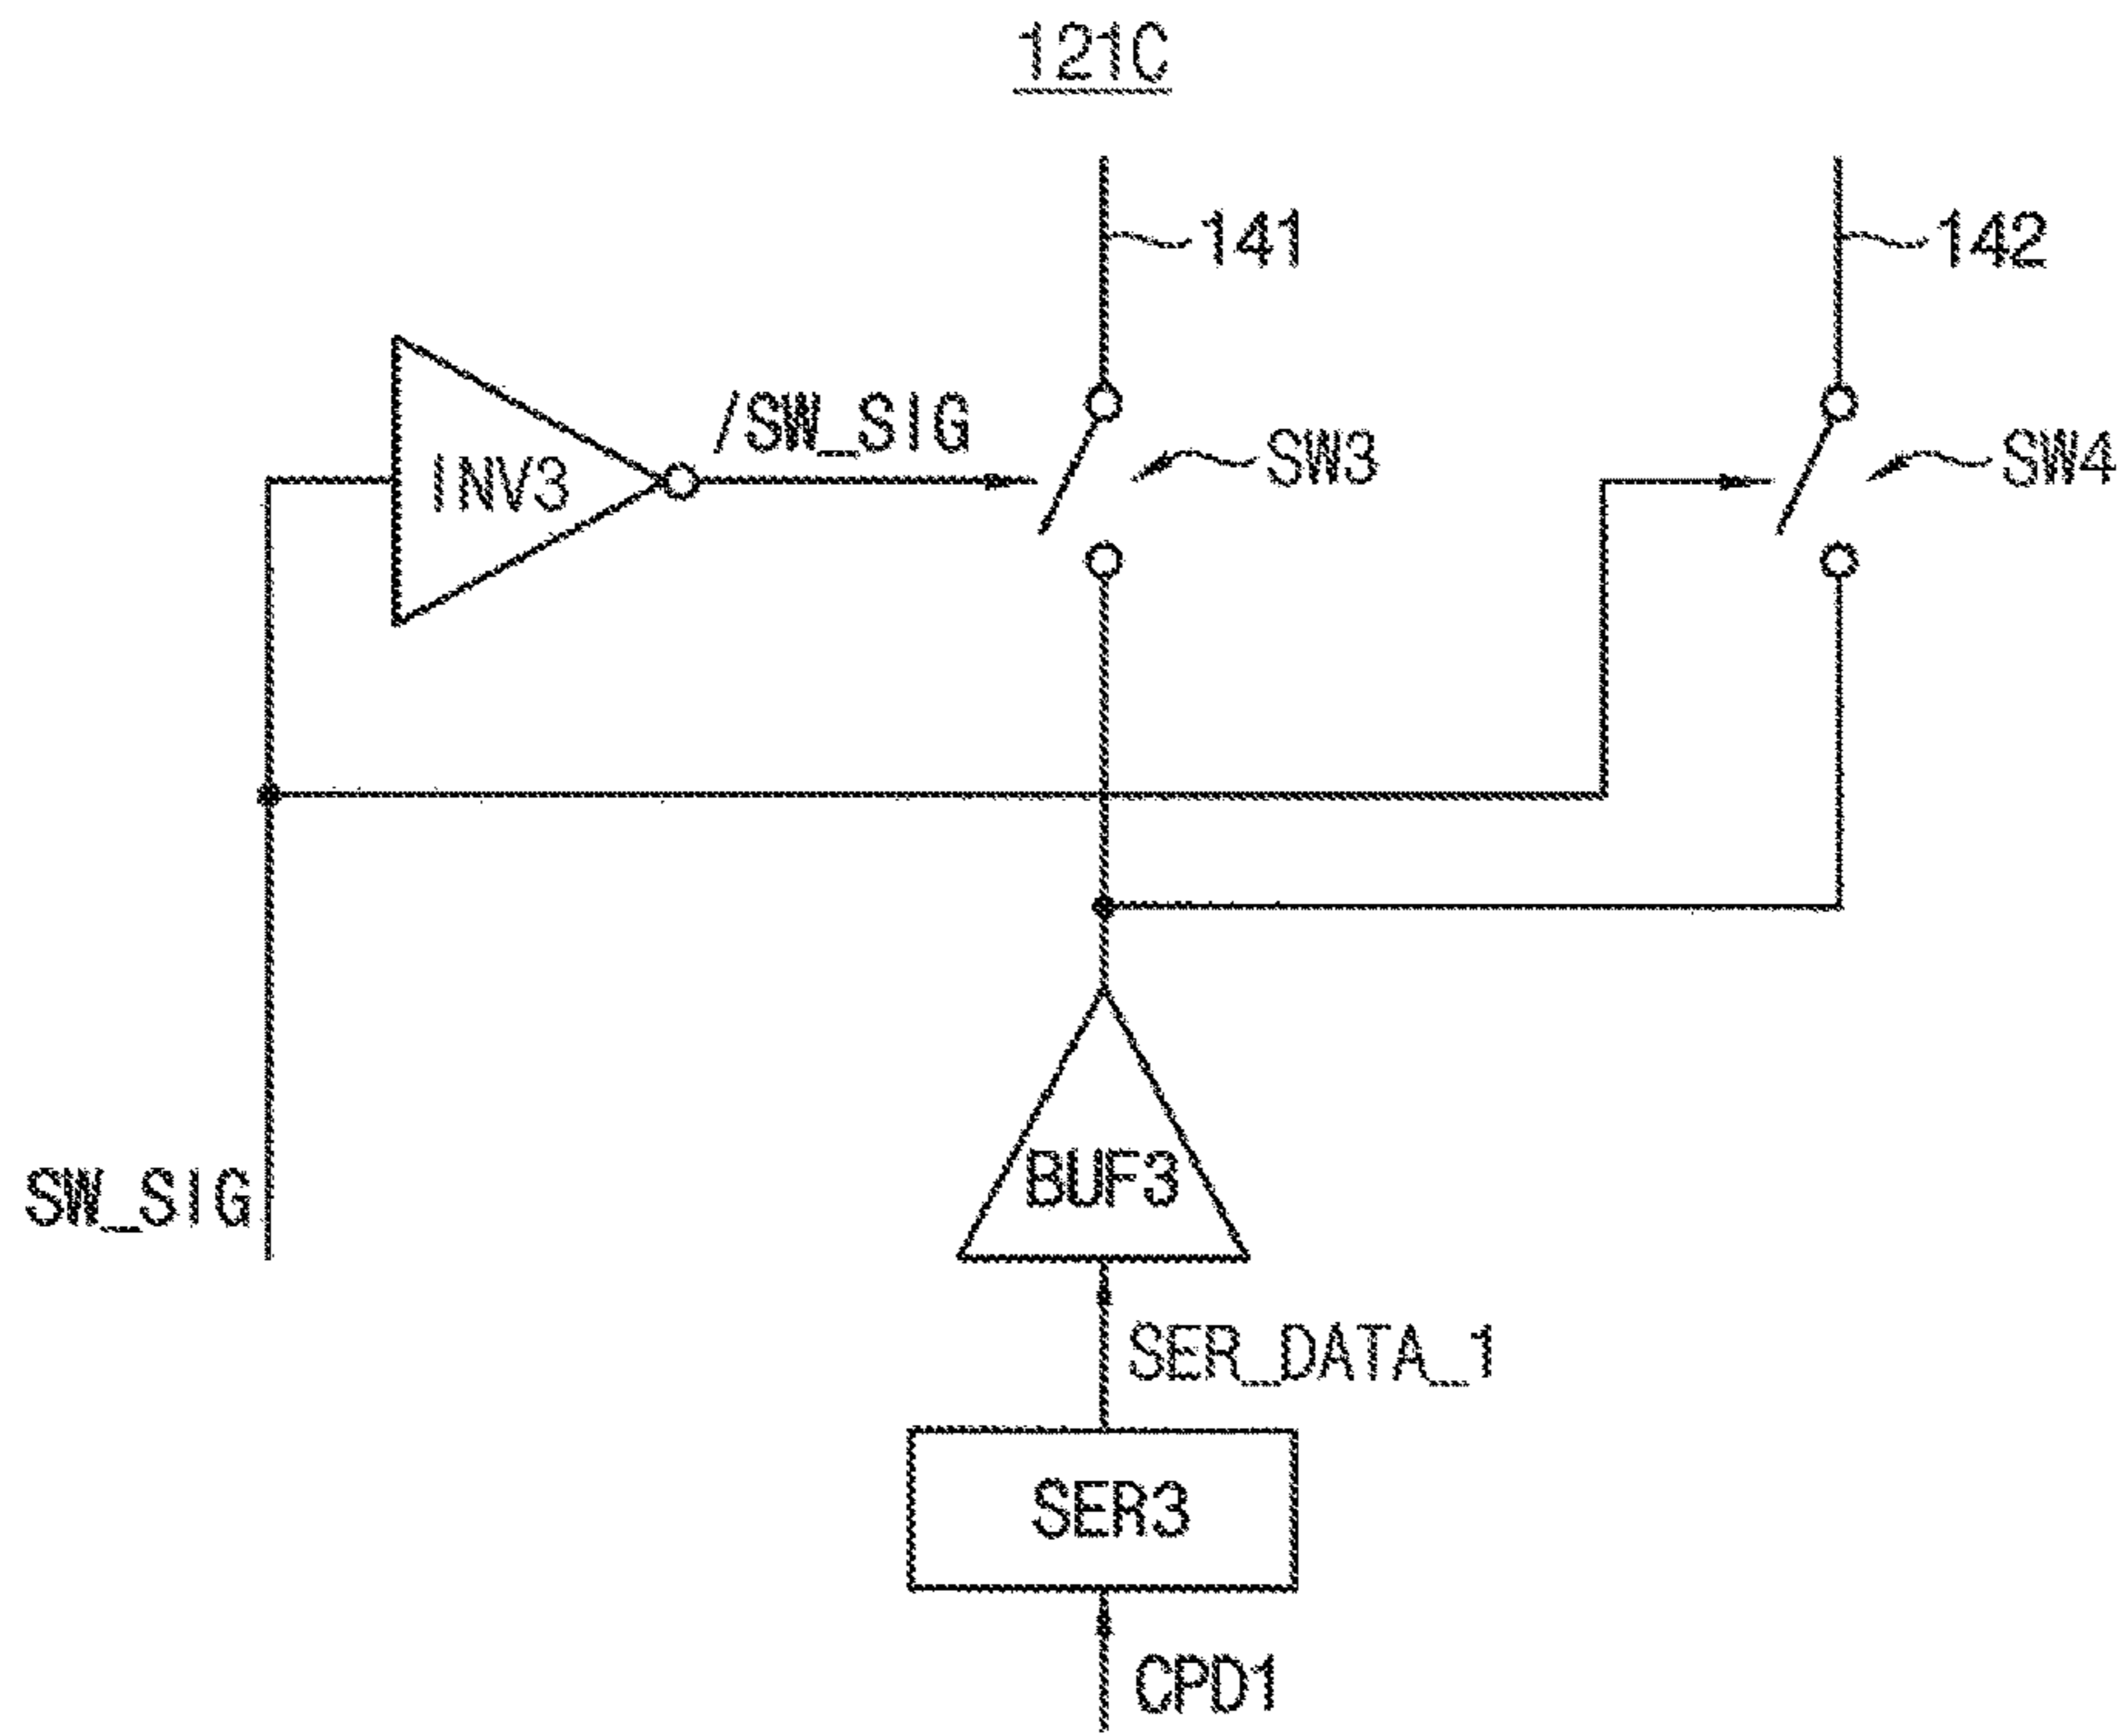 121C
141
142
/SW_SIG
INV3
SW3
SW4
SW_SIG
BUF3
SER_DATA_1
SER3
CPD1